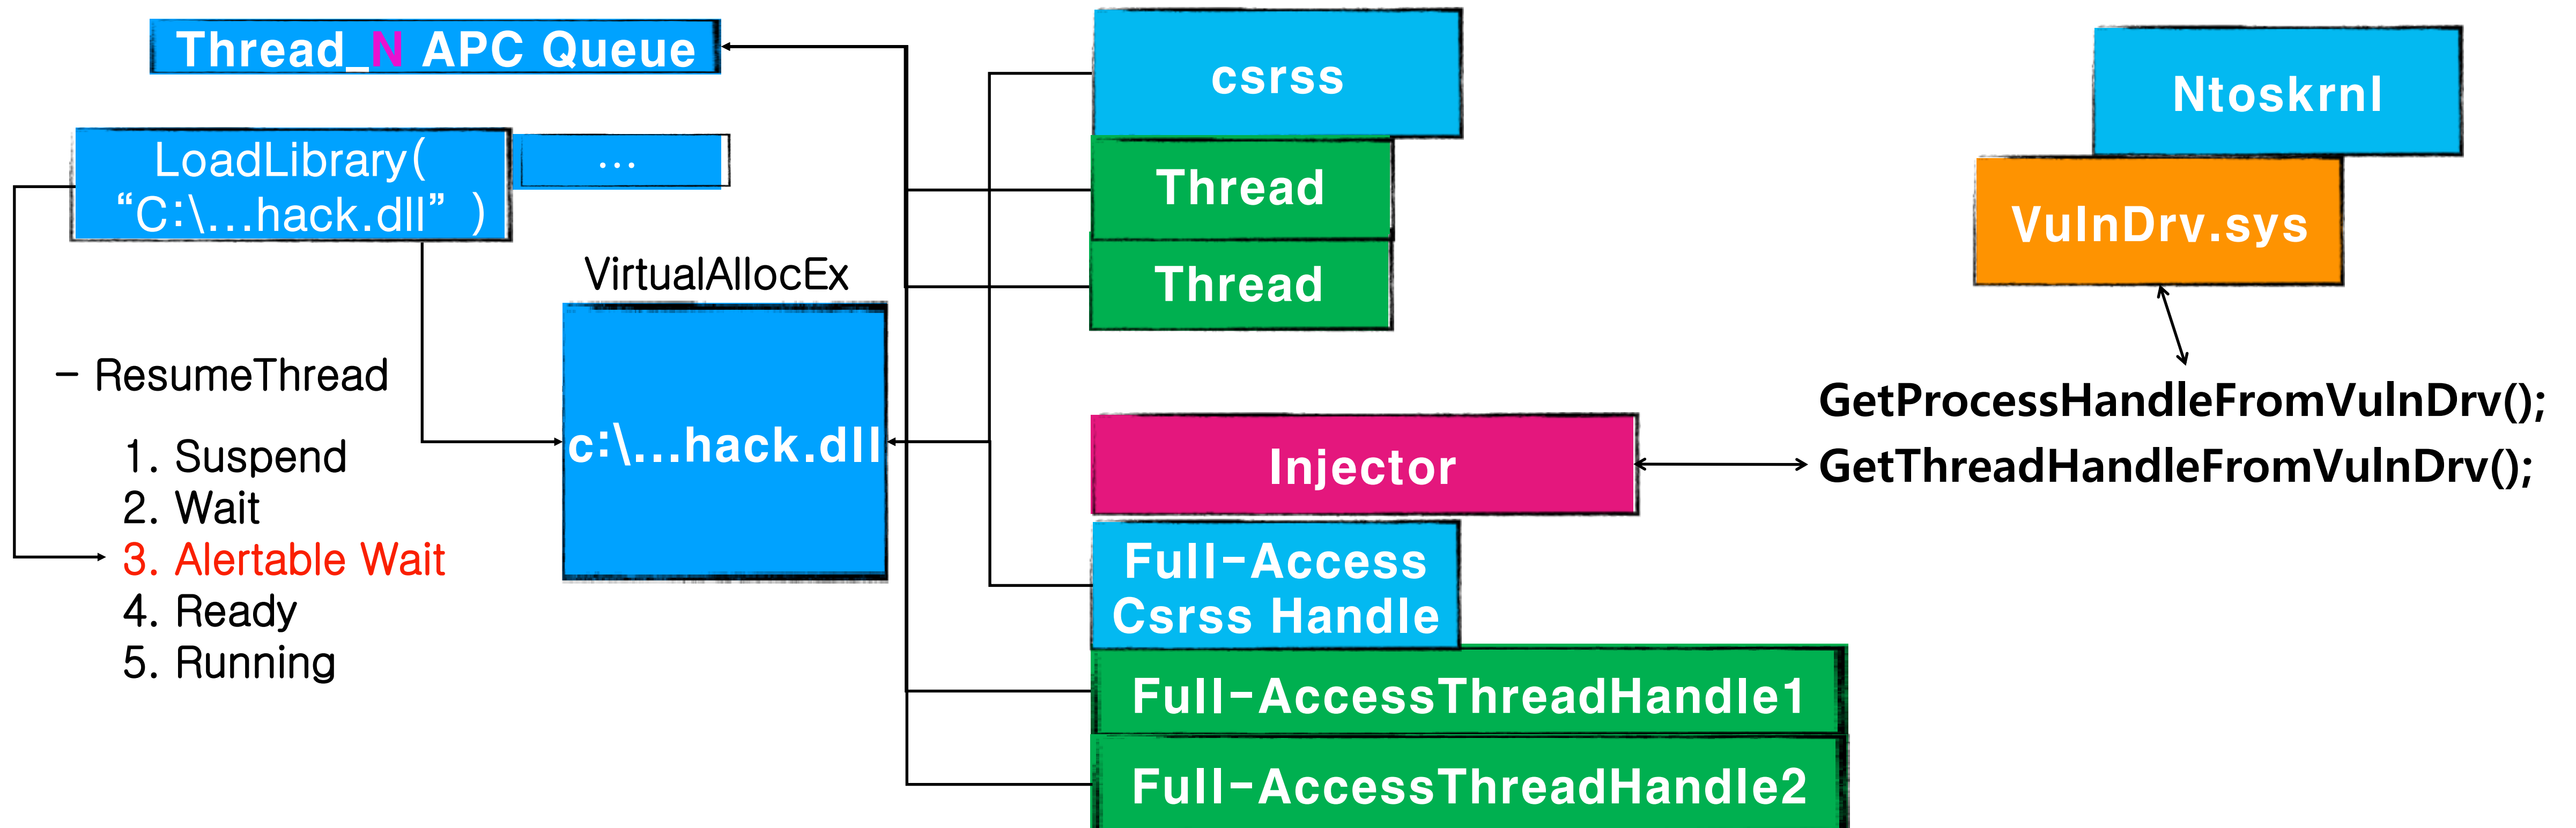 Thread_N APC Queue
LoadLibrary(
“C:\...hack.dll” )
...
VirtualAllocEx
c:\...hack.dll
- ResumeThread
1. Suspend
2. Wait
3. Alertable Wait
4. Ready
5. Running
csrss
Thread
Thread
Injector
Full-Access
Csrss Handle
Full-AccessThreadHandle1
Full-AccessThreadHandle2
Ntoskrnl
VulnDrv.sys
GetProcessHandleFromVulnDrv();
GetThreadHandleFromVulnDrv();